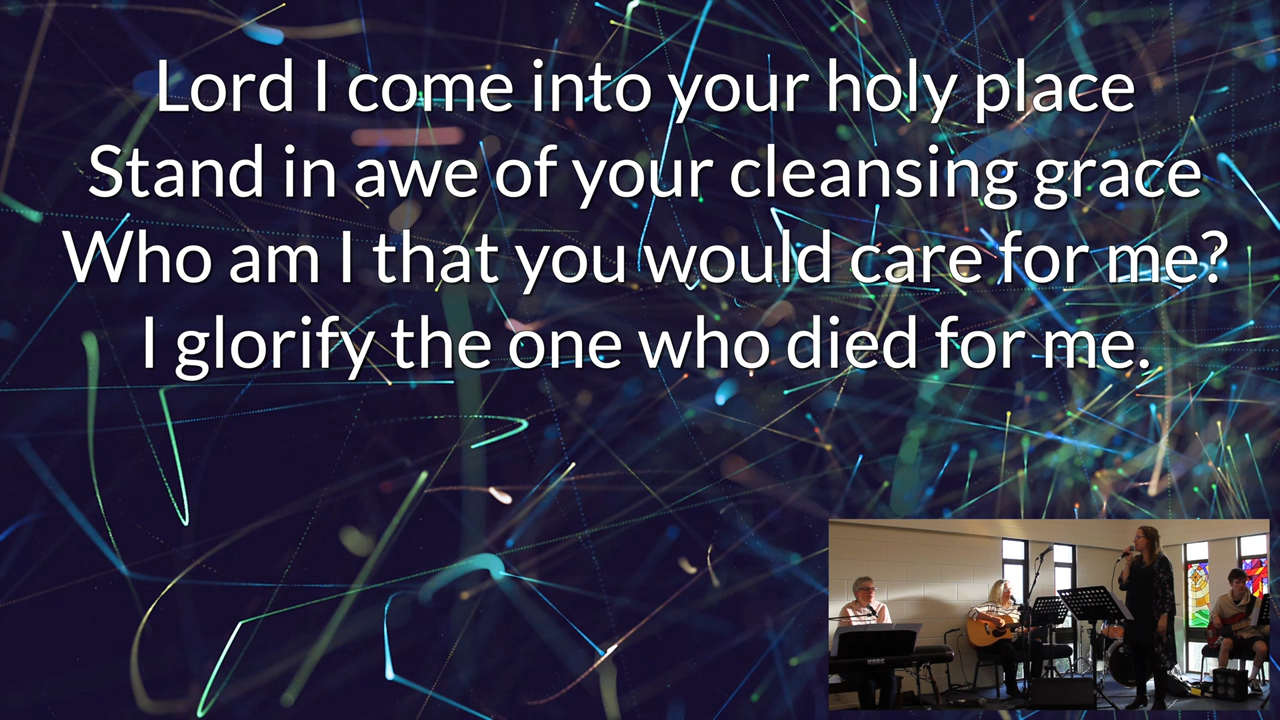 Lord I come into your holy place
Stand in awe of your cleansing grace
Who am I that you would care for me?
I glorify the one who died for me.